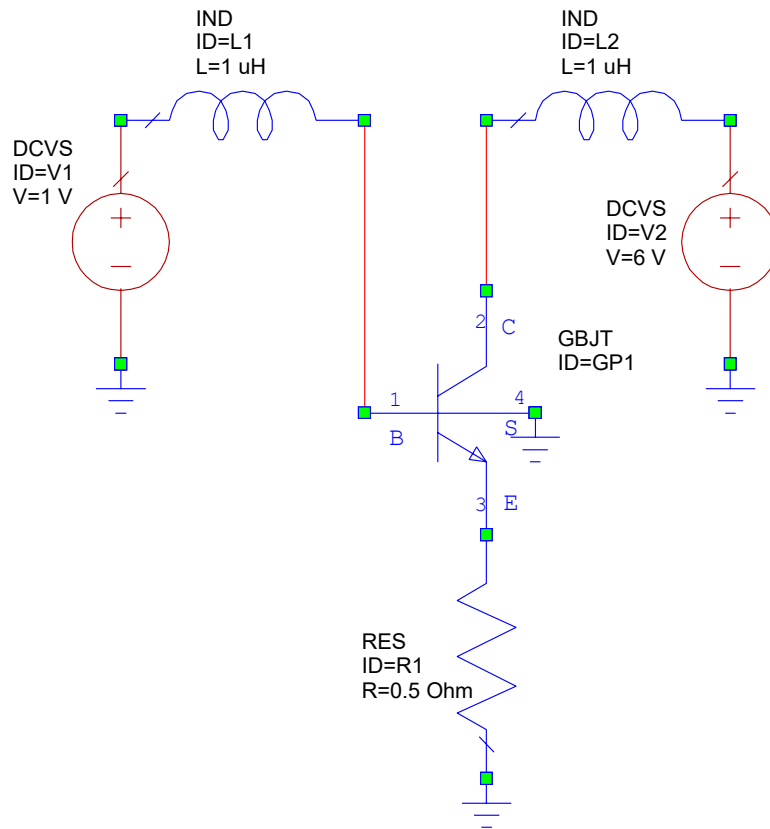 IND
ID=L1
L=1 uH
IND
ID=L2
L=1 uH
DCVS
ID=V1
V=1 V
DCVS
ID=V2
V=6 V
2 C
GBJT
ID=GP1
1 4
B S
3 E
RES
ID=R1
R=0.5 Ohm